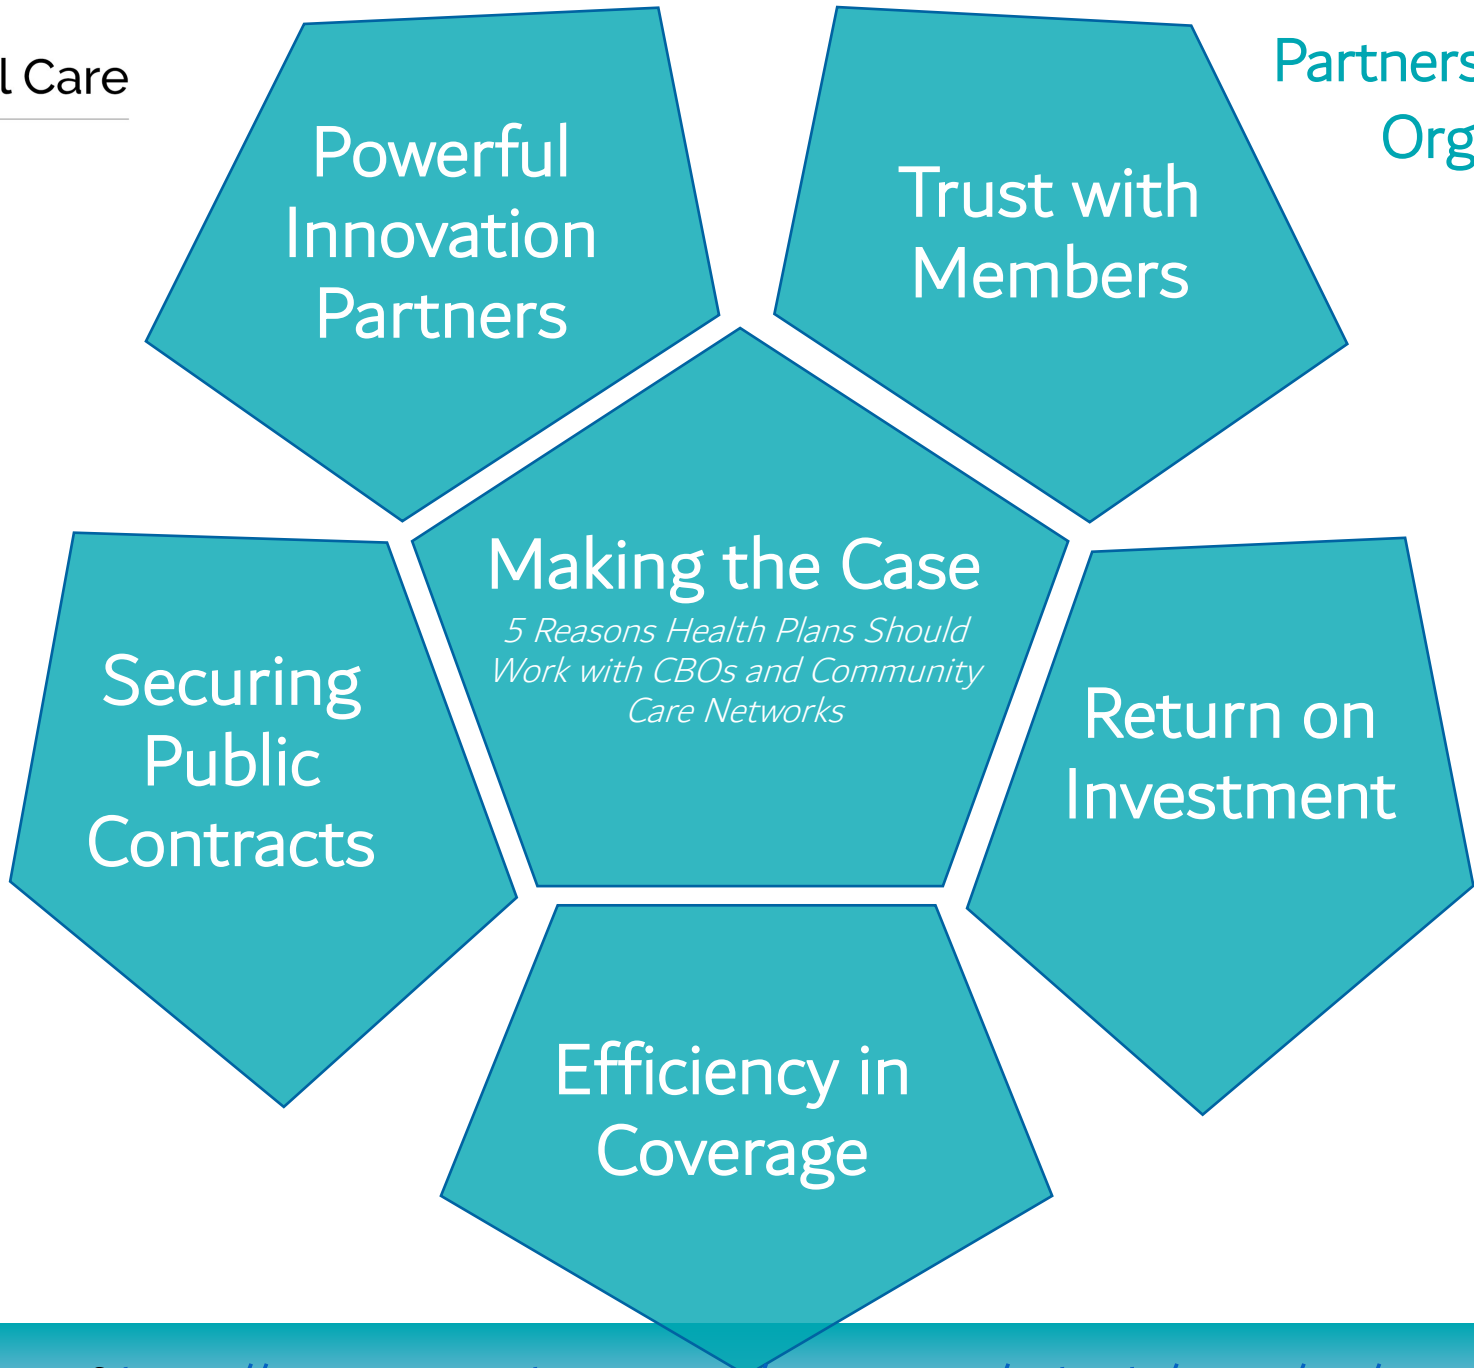 l Care
Partners
Org
Powerful
Innovation
Partners
Trust with
Members
Making the Case
5 Reasons Health Plans Should
Work with CBOs and Community
Care Networks
Securing
Public
Contracts
Return on
Investment
Efficiency in
Coverage